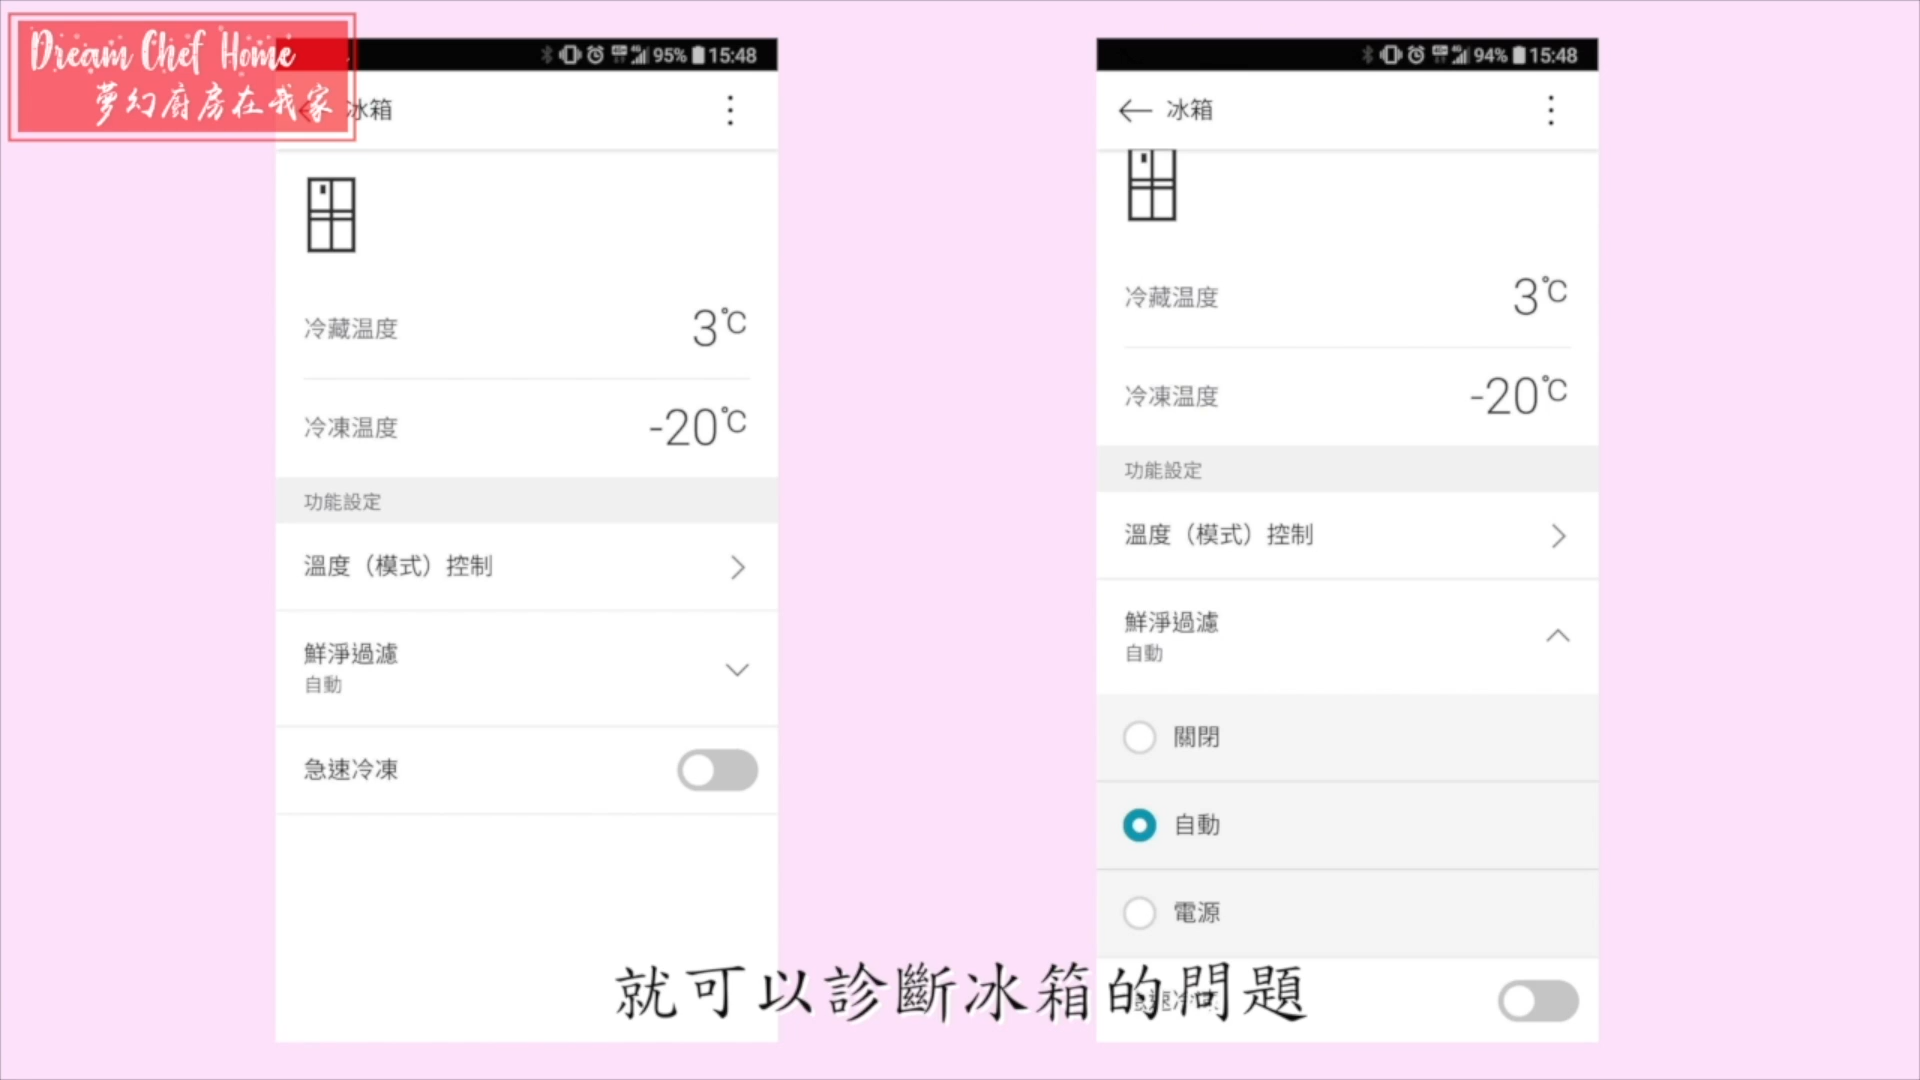 Dream Chef Home
夢幻廚房在我家
95% 15:48
冰箱
冷藏温度
3℃
冷凍温度
-20℃
功能設定
溫度（模式）控制
鮮淨過濾
自動
急速冷凍
94% 15:48
冰箱
冷藏温度
3℃
冷凍温度
-20℃
功能設定
溫度（模式）控制
鮮淨過濾
自動
關閉
自動
電源
就可以診斷冰箱的問題